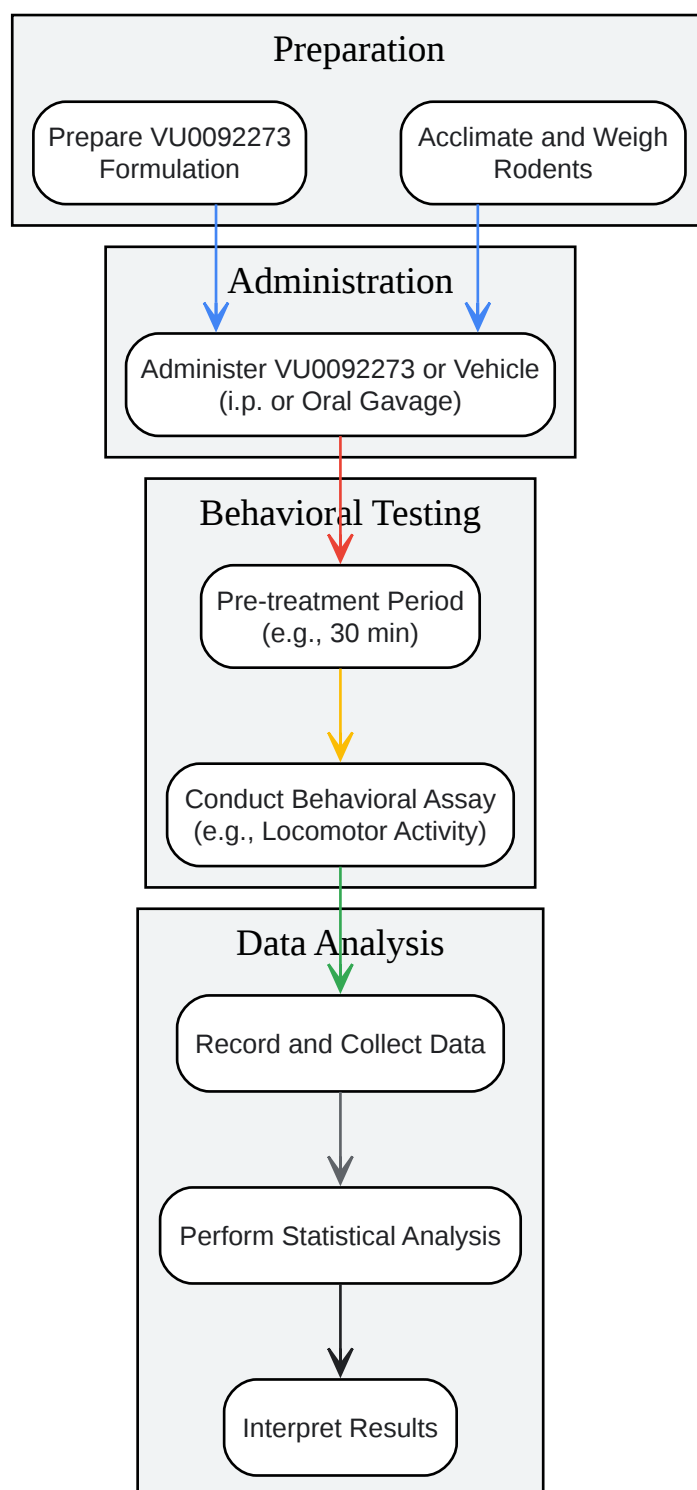 Preparation
Prepare VU0092273
Formulation
Acclimate and Weigh
Rodents
Administration
Administer VU0092273 or Vehicle
(i.p. or Oral Gavage)
Behavioral Testing
Pre-treatment Period
(e.g., 30 min)
Conduct Behavioral Assay
(e.g., Locomotor Activity)
Data Analysis
Record and Collect Data
Perform Statistical Analysis
Interpret Results